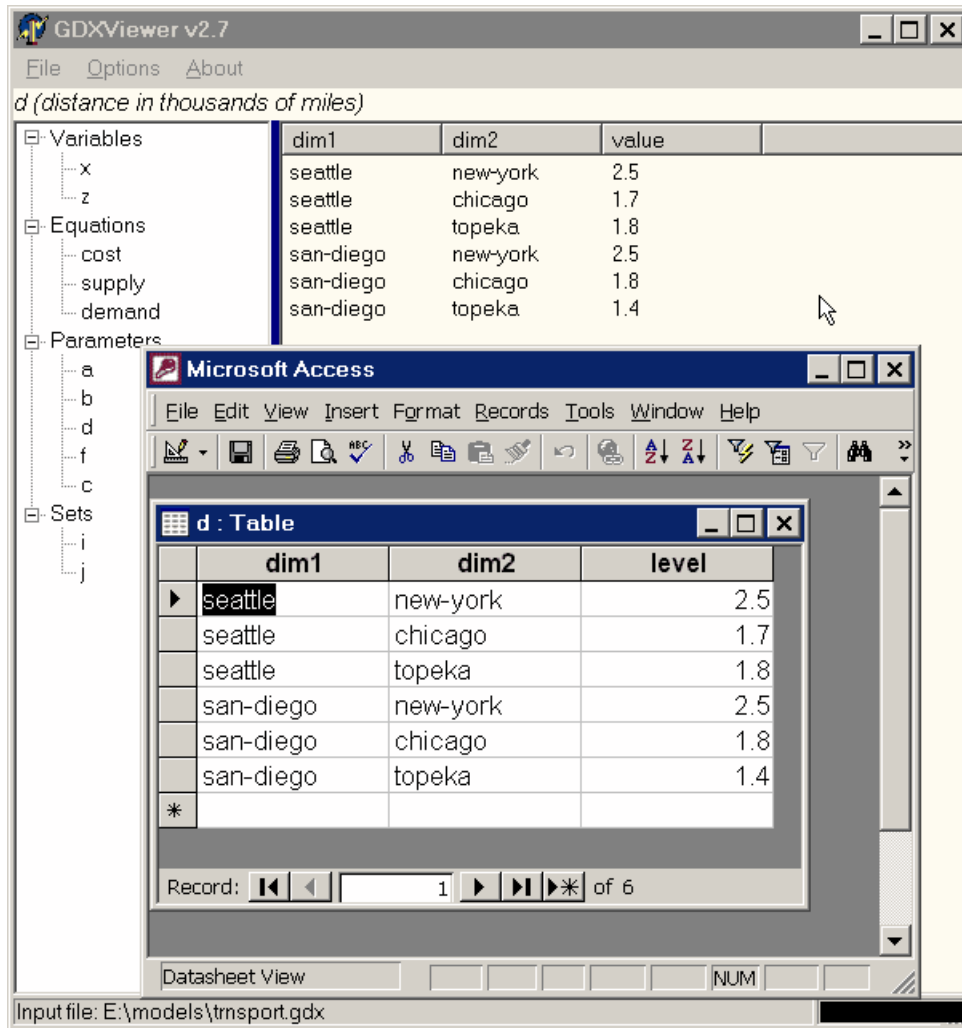 GDXViewer v2.7
File Options About
d (distance in thousands of miles)
Variables
x
z
Equations
cost
supply
demand
Parameters
a
b
d
f
c
Sets
i
j
dim1 dim2 value
seattle new-york 2.5
seattle chicago 1.7
seattle topeka 1.8
san-diego new-york 2.5
san-diego chicago 1.8
san-diego topeka 1.4
Microsoft Access
File Edit View Insert Format Records Tools Window Help
d : Table
dim1 dim2 level
seattle new-york 2.5
seattle chicago 1.7
seattle topeka 1.8
san-diego new-york 2.5
san-diego chicago 1.8
san-diego topeka 1.4
Record: 1 of 6
Datasheet View NUM
Input file: E:\models\trnsport.gdx